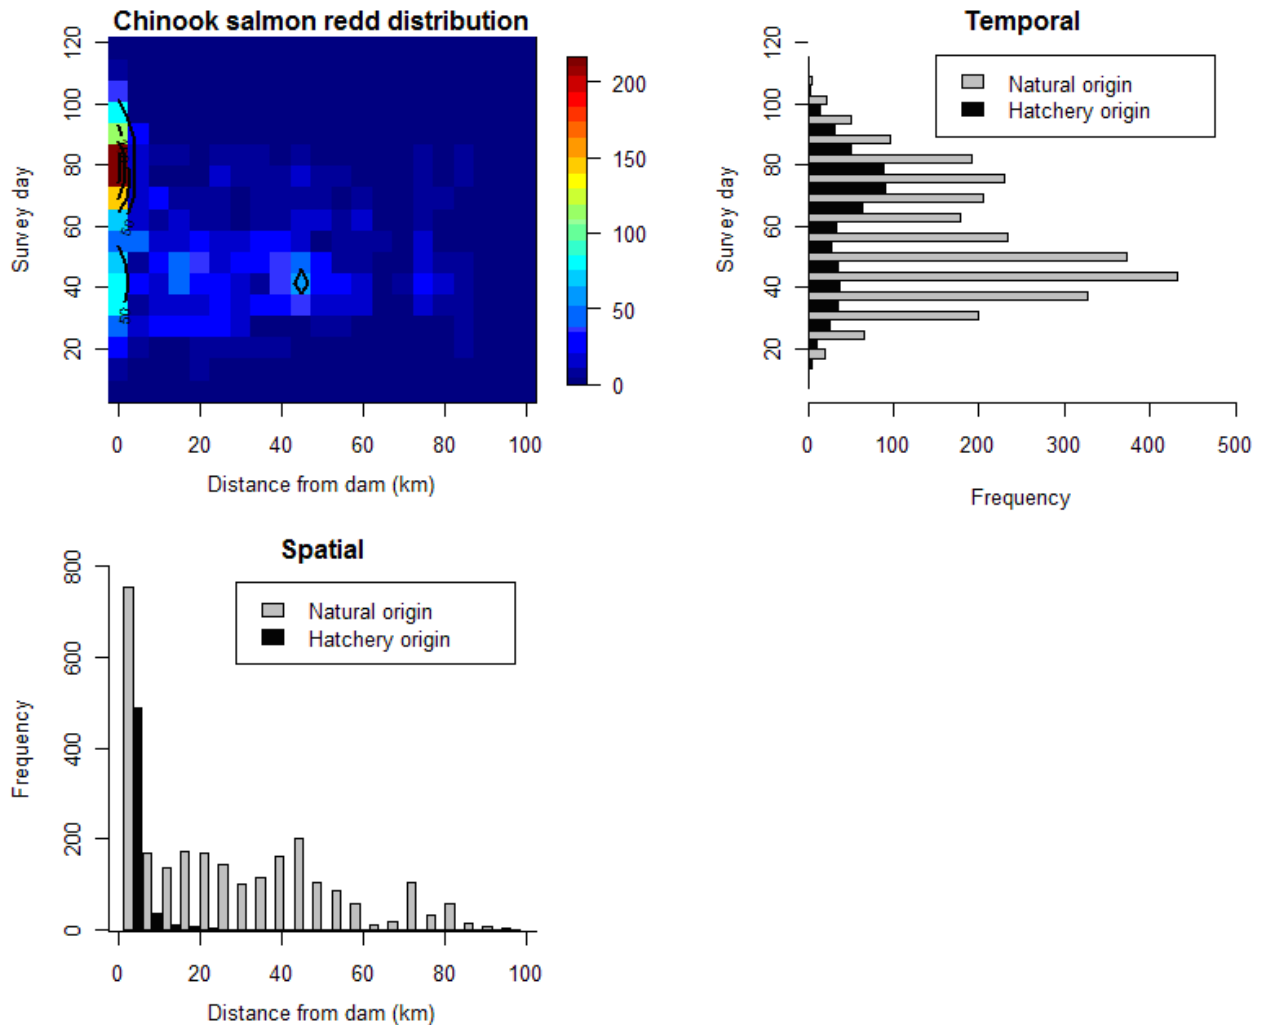 Chinook salmon redd distribution
120
100
80
60
40
20
Survey day
0 20 40 60 80 100
Distance from dam (km)
200
150
100
50
0
50
50
Temporal
Natural origin
Hatchery origin
120
100
80
60
40
20
Survey day
0 100 200 300 400 500
Frequency
Spatial
Natural origin
Hatchery origin
800
600
400
200
0
Frequency
0 20 40 60 80 100
Distance from dam (km)